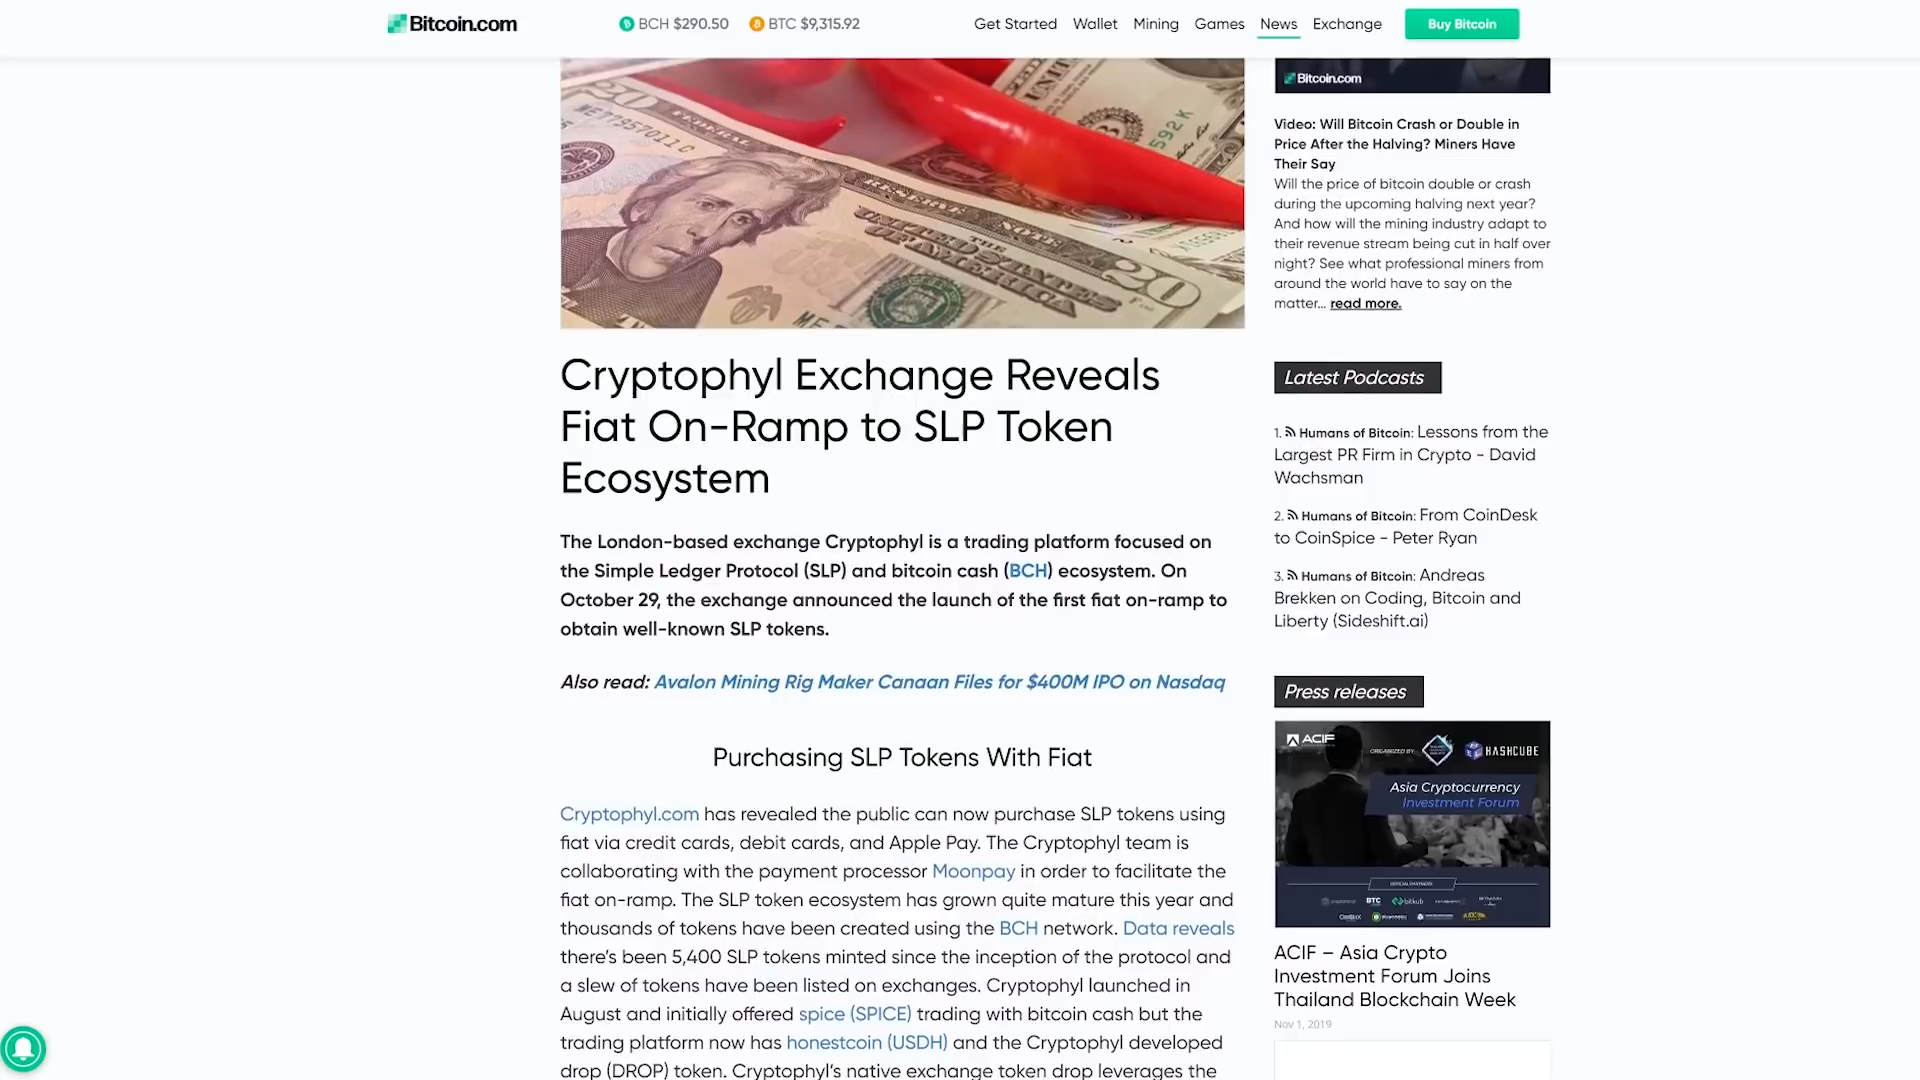 Bitcoin.com
BCH $290.50
BTC $9,315.92
Get Started
Wallet
Mining
Games
News
Exchange
Buy Bitcoin
20
FEDERAL RESERVE NOTE
THE
UNITED STATES
OF AMERICA
20
Cryptophyl Exchange Reveals
Fiat On-Ramp to SLP Token
Ecosystem
The London-based exchange Cryptophyl is a trading platform focused on
the Simple Ledger Protocol (SLP) and bitcoin cash (BCH) ecosystem. On
October 29, the exchange announced the launch of the first fiat on-ramp to
obtain well-known SLP tokens.
Also read: Avalon Mining Rig Maker Canaan Files for $400M IPO on Nasdaq
Purchasing SLP Tokens With Fiat
Cryptophyl.com has revealed the public can now purchase SLP tokens using
fiat via credit cards, debit cards, and Apple Pay. The Cryptophyl team is
collaborating with the payment processor Moonpay in order to facilitate the
fiat on-ramp. The SLP token ecosystem has grown quite mature this year and
thousands of tokens have been created using the BCH network. Data reveals
there's been 5,400 SLP tokens minted since the inception of the protocol and
a slew of tokens have been listed on exchanges. Cryptophyl launched in
August and initially offered spice (SPICE) trading with bitcoin cash but the
trading platform now has honestcoin (USDH) and the Cryptophyl developed
drop (DROP) token. Cryptophyl's native exchange token drop leverages the
Bitcoin.com
Video: Will Bitcoin Crash or Double in
Price After the Halving? Miners Have
Their Say
Will the price of bitcoin double or crash
during the upcoming halving next year?
And how will the mining industry adapt to
their revenue stream being cut in half over
night? See what professional miners from
around the world have to say on the
matter... read more.
Latest Podcasts
1. Humans of Bitcoin: Lessons from the
Largest PR Firm in Crypto - David
Wachsman
2. Humans of Bitcoin: From CoinDesk
to CoinSpice - Peter Ryan
3. Humans of Bitcoin: Andreas
Brekken on Coding, Bitcoin and
Liberty (Sideshift.ai)
Press releases
ACIF
ORGANIZED BY
HASHCUBE
Asia Cryptocurrency
Investment Forum
BTC
bitkub
ACIF – Asia Crypto
Investment Forum Joins
Thailand Blockchain Week
Nov 1, 2019